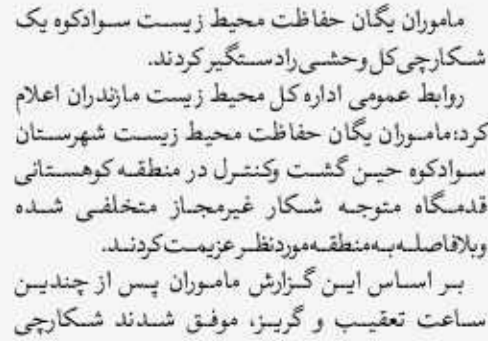 ماموران یگان حفاظت محیط زیست سوادکوه یک
شکارچی کل وحشی را دستگیر کردند.
روابط عمومی اداره کل محیط زیست مازندران اعلام
کرد:ماموران یگان حفاظت محیط زیست شهرستان
سوادکوه حین گشت وکنترل در منطقه کوهستانی
قدمگاه متوجه شکار غیرمجاز متخلفی شده
وبلافاصله به منطقه مورد نظر عزیمت کردند.
بر اساس این گزارش ماموران پس از چندین
ساعت تعقیب و گریز، موفق شدند شکارچی